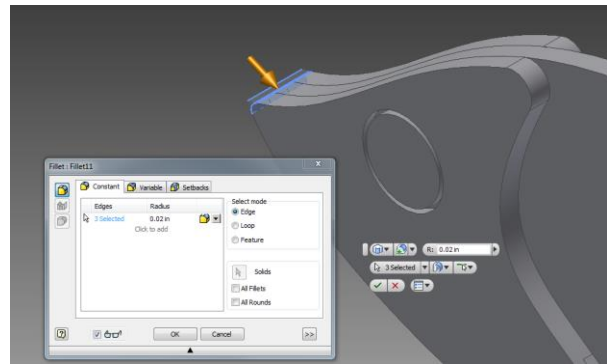 Fillet : Fillet11
X
Constant
Variable
Setbacks
Edges Radius
3 Selected 0.02 in
Click to add
Select mode
Edge
Loop
Feature
Solids
All Fillets
All Rounds
?
OK
Cancel
>>
R: 0.02 in
3 Selected